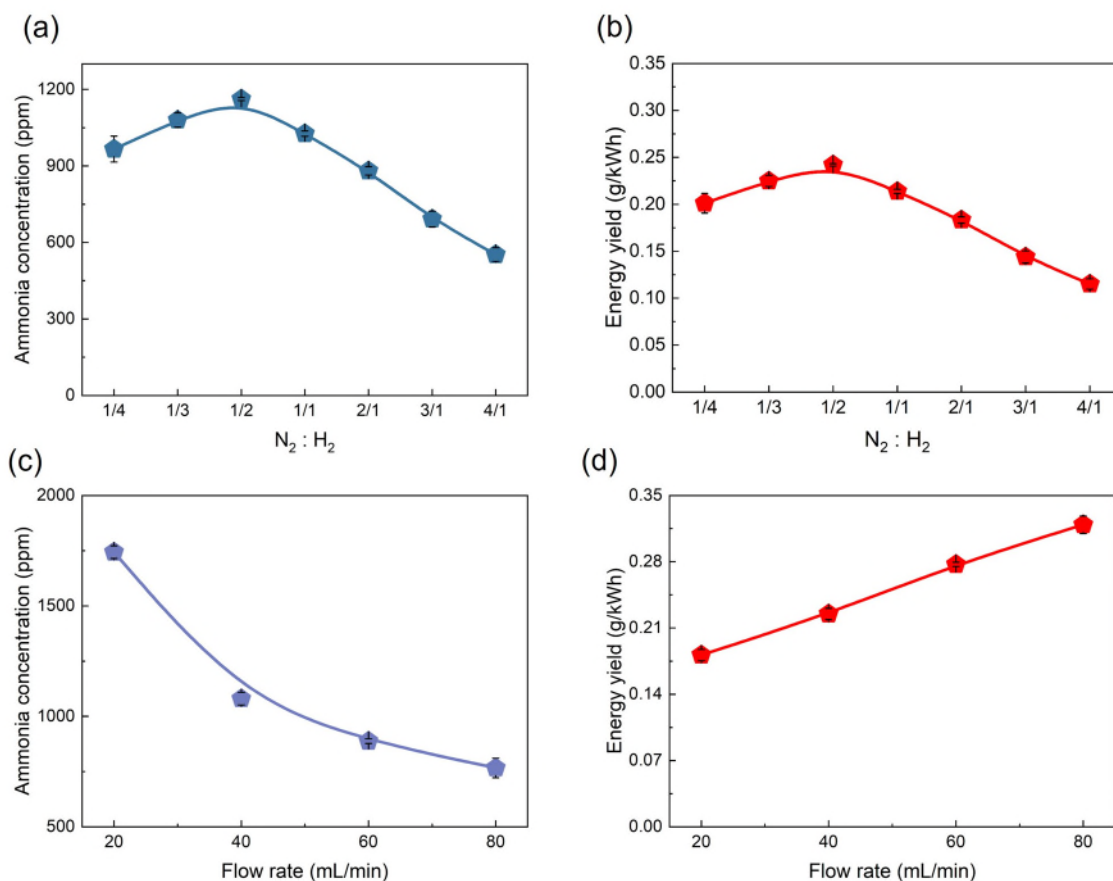 (a)
Ammonia concentration (ppm)
1200
900
600
300
0
1/4 1/3 1/2 1/1 2/1 3/1 4/1
N₂ : H₂
(b)
Energy yield (g/kWh)
0.35
0.30
0.25
0.20
0.15
0.10
0.05
0.00
1/4 1/3 1/2 1/1 2/1 3/1 4/1
N₂ : H₂
(c)
Ammonia concentration (ppm)
2000
1500
1000
500
20 40 60 80
Flow rate (mL/min)
(d)
Energy yield (g/kWh)
0.35
0.28
0.21
0.14
0.07
0.00
20 40 60 80
Flow rate (mL/min)